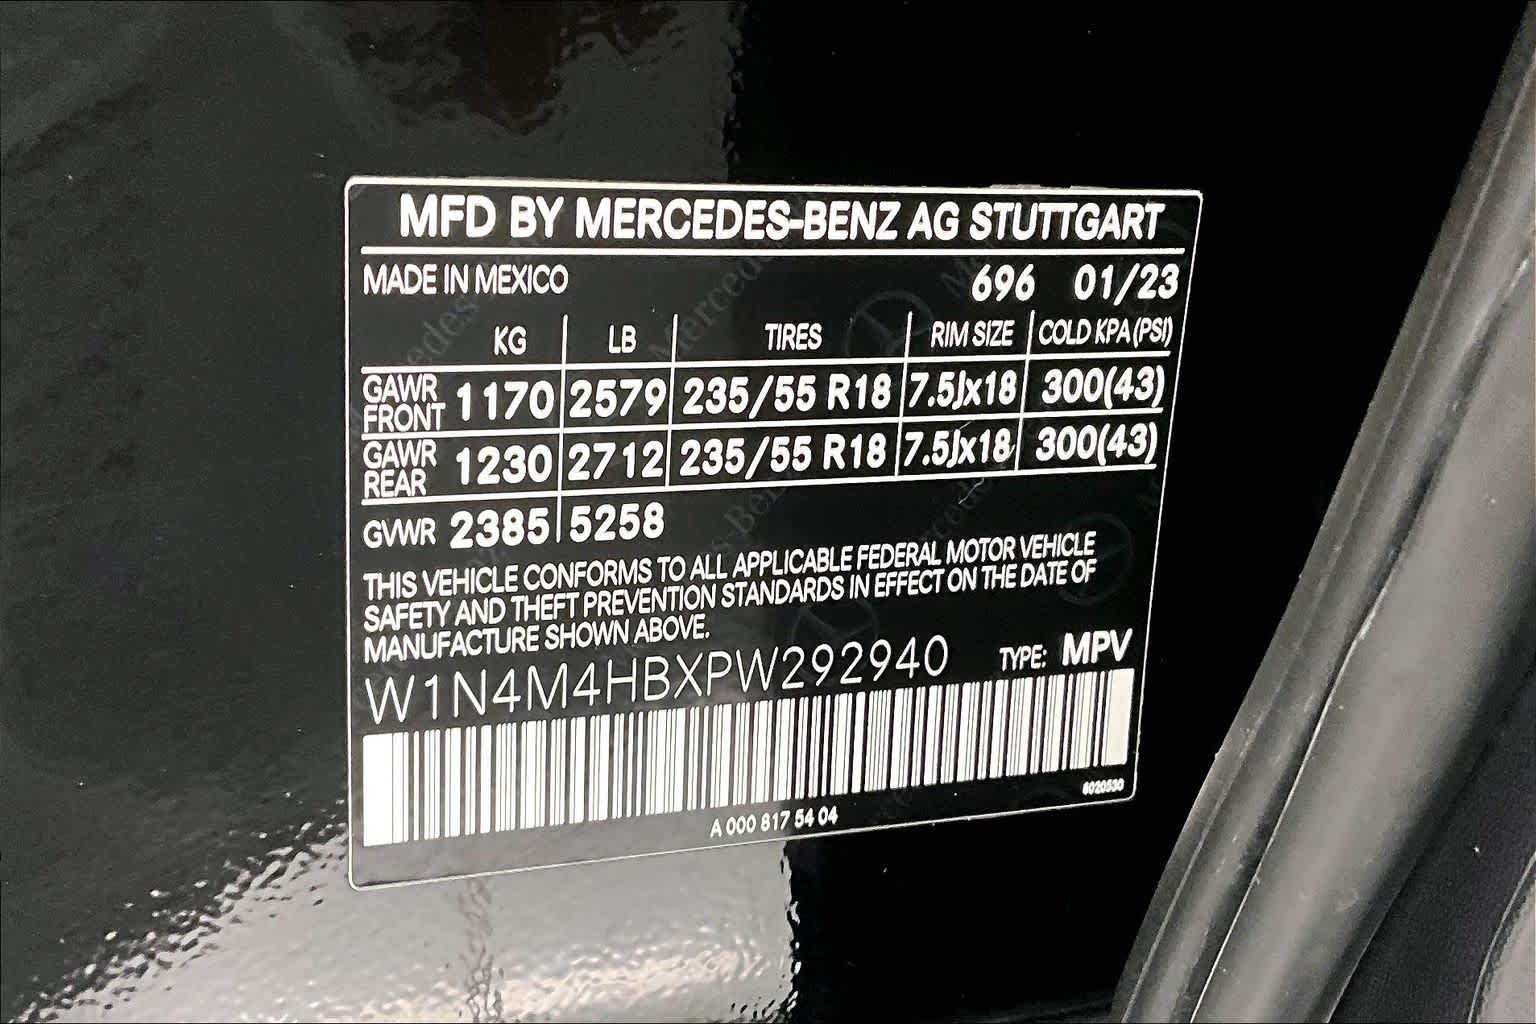 MFD BY MERCEDES-BENZ AG STUTTGART
MADE IN MEXICO 696 01/23
KG LB TIRES RIM SIZE COLD KPA (PSI)
GAWR FRONT 1170 2579 235/55 R18 7.5Jx18 300(43)
GAWR REAR 1230 2712 235/55 R18 7.5Jx18 300(43)
GVWR 2385 5258
THIS VEHICLE CONFORMS TO ALL APPLICABLE FEDERAL MOTOR VEHICLE
SAFETY AND THEFT PREVENTION STANDARDS IN EFFECT ON THE DATE OF
MANUFACTURE SHOWN ABOVE.
W1N4M4HBXPW292940 TYPE: MPV
6020530
A 000 817 54 04